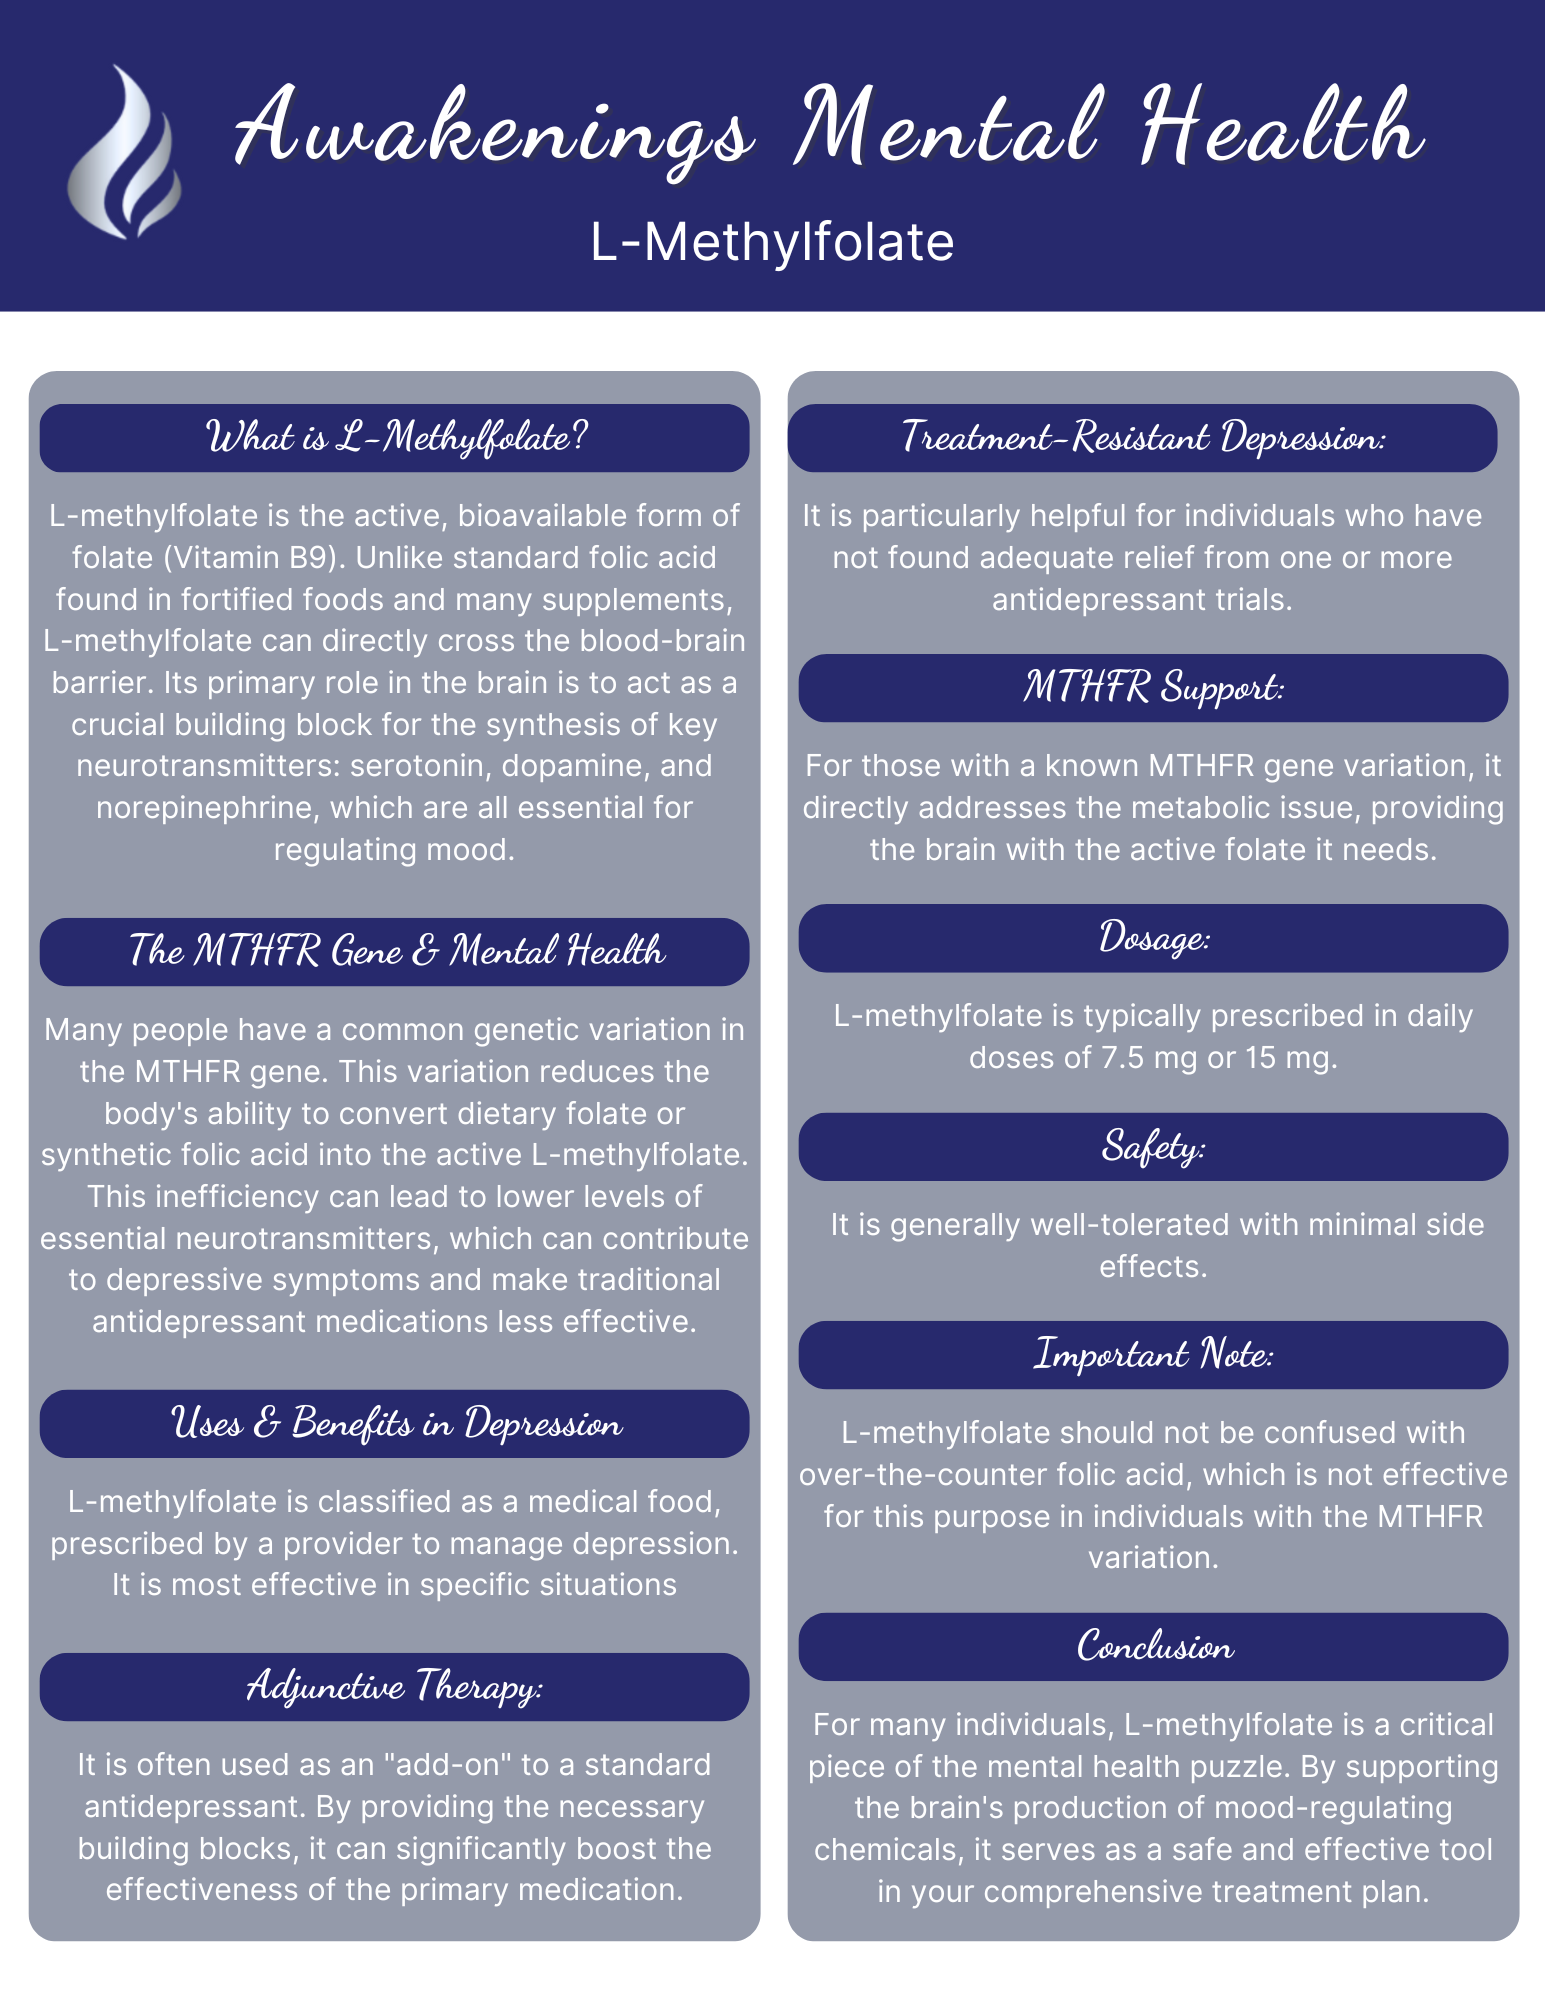 Awakenings Mental Health
L-Methylfolate
What is L-Methylfolate?
L-methylfolate is the active, bioavailable form of
folate (Vitamin B9). Unlike standard folic acid
found in fortified foods and many supplements,
L-methylfolate can directly cross the blood-brain
barrier. Its primary role in the brain is to act as a
crucial building block for the synthesis of key
neurotransmitters: serotonin, dopamine, and
norepinephrine, which are all essential for
regulating mood.
The MTHFR Gene & Mental Health
Many people have a common genetic variation in
the MTHFR gene. This variation reduces the
body's ability to convert dietary folate or
synthetic folic acid into the active L-methylfolate.
This inefficiency can lead to lower levels of
essential neurotransmitters, which can contribute
to depressive symptoms and make traditional
antidepressant medications less effective.
Uses & Benefits in Depression
L-methylfolate is classified as a medical food,
prescribed by a provider to manage depression.
It is most effective in specific situations
Adjunctive Therapy:
It is often used as an "add-on" to a standard
antidepressant. By providing the necessary
building blocks, it can significantly boost the
effectiveness of the primary medication.
Treatment-Resistant Depression:
It is particularly helpful for individuals who have
not found adequate relief from one or more
antidepressant trials.
MTHFR Support:
For those with a known MTHFR gene variation, it
directly addresses the metabolic issue, providing
the brain with the active folate it needs.
Dosage:
L-methylfolate is typically prescribed in daily
doses of 7.5 mg or 15 mg.
Safety:
It is generally well-tolerated with minimal side
effects.
Important Note:
L-methylfolate should not be confused with
over-the-counter folic acid, which is not effective
for this purpose in individuals with the MTHFR
variation.
Conclusion
For many individuals, L-methylfolate is a critical
piece of the mental health puzzle. By supporting
the brain's production of mood-regulating
chemicals, it serves as a safe and effective tool
in your comprehensive treatment plan.